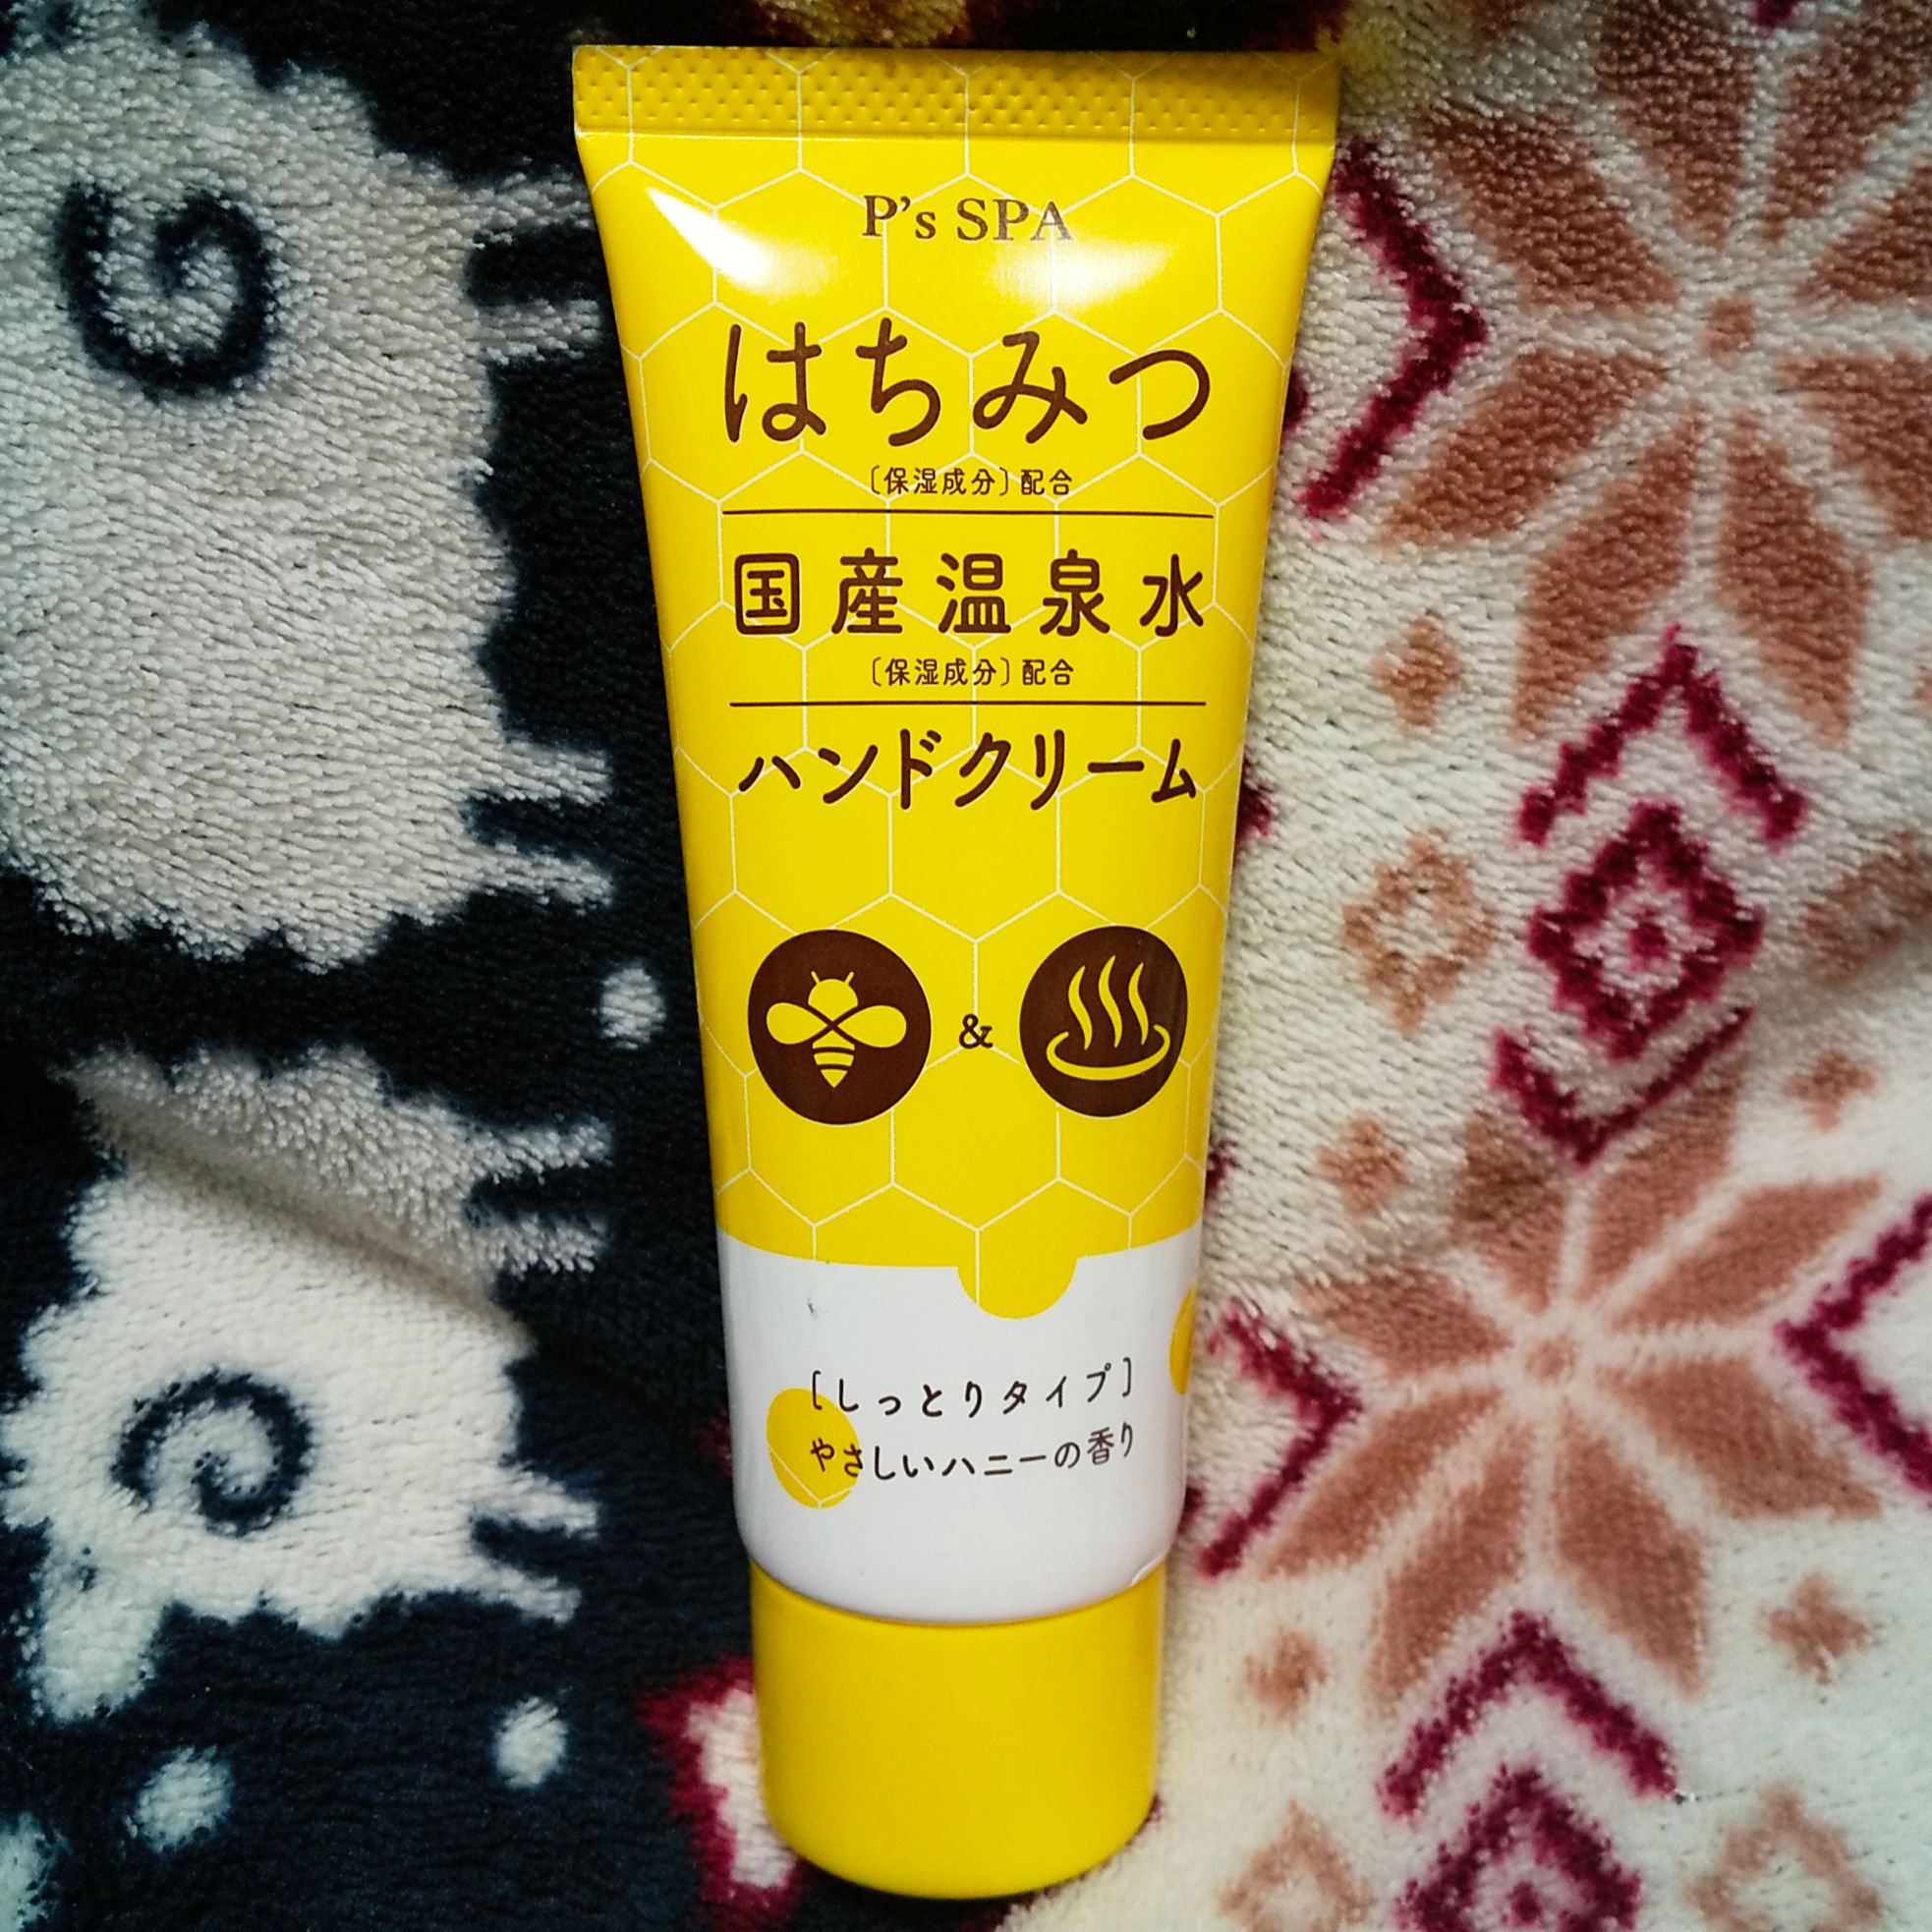 P's SPA
はちみつ
〔保湿成分〕配合
国産温泉水
〔保湿成分〕配合
ハンドクリーム
&
[しっとりタイプ]
やさしいハニーの香り